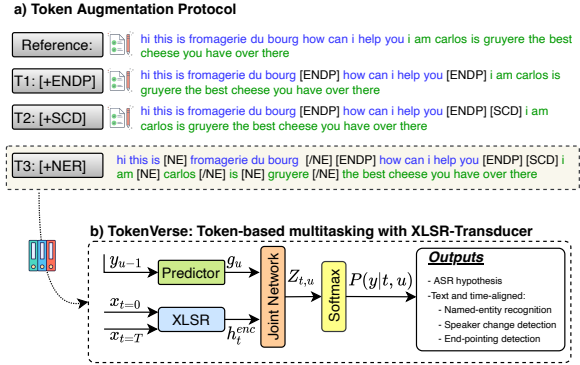 a) Token Augmentation Protocol
Reference:
hi this is fromagerie du bourg how can i help you i am carlos is gruyere the best
cheese you have over there
T1: [+ENDP]
hi this is fromagerie du bourg [ENDP] how can i help you [ENDP] i am carlos is
gruyere the best cheese you have over there
T2: [+SCD]
hi this is fromagerie du bourg [ENDP] how can i help you [ENDP] [SCD] i am
carlos is gruyere the best cheese you have over there
T3: [+NER]
hi this is [NE] fromagerie du bourg [/NE] [ENDP] how can i help you [ENDP] [SCD] i
am [NE] carlos [/NE] is [NE] gruyere [/NE] the best cheese you have over there
b) TokenVerse: Token-based multitasking with XLSR-Transducer
y_{u-1}
Predictor
g_u
x_{t=0}
x_{t=T}
XLSR
h_t^{enc}
Joint Network
Z_{t,u}
Softmax
P(y|t, u)
Outputs
- ASR hypothesis
-Text and time-aligned:
- Named-entity recognition
- Speaker change detection
- End-pointing detection